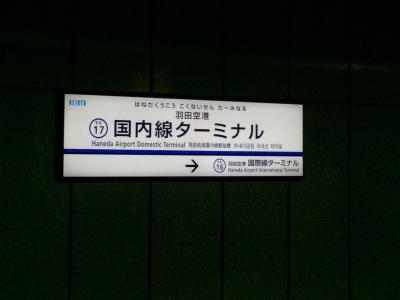 KEIKYU
はねだくうこう こくないせん たーみなる
羽田空港
KK
17
国内線ターミナル
Haneda Airport Domestic Terminal
羽田空港 国際線ターミナル
KK
16
Haneda Airport International Terminal